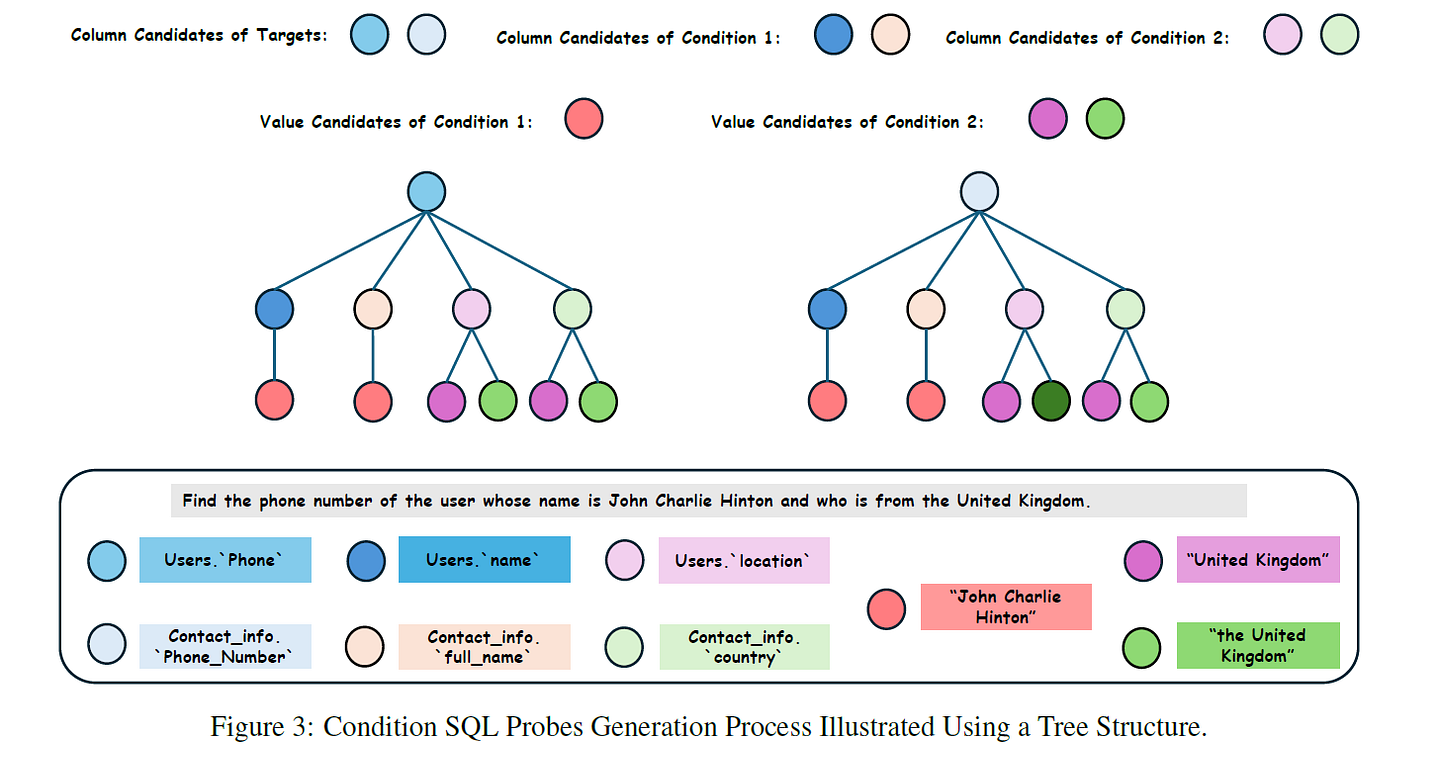 Column Candidates of Targets:
Column Candidates of Condition 1:
Column Candidates of Condition 2:
Value Candidates of Condition 1:
Value Candidates of Condition 2:
Find the phone number of the user whose name is John Charlie Hinton and who is from the United Kingdom.
Users.`Phone`
Users.`name`
Users.`location`
“United Kingdom”
“John Charlie
Hinton”
Contact_info.
`Phone_Number`
Contact_info.
`full_name`
Contact_info.
`country`
“the United
Kingdom”
Figure 3: Condition SQL Probes Generation Process Illustrated Using a Tree Structure.